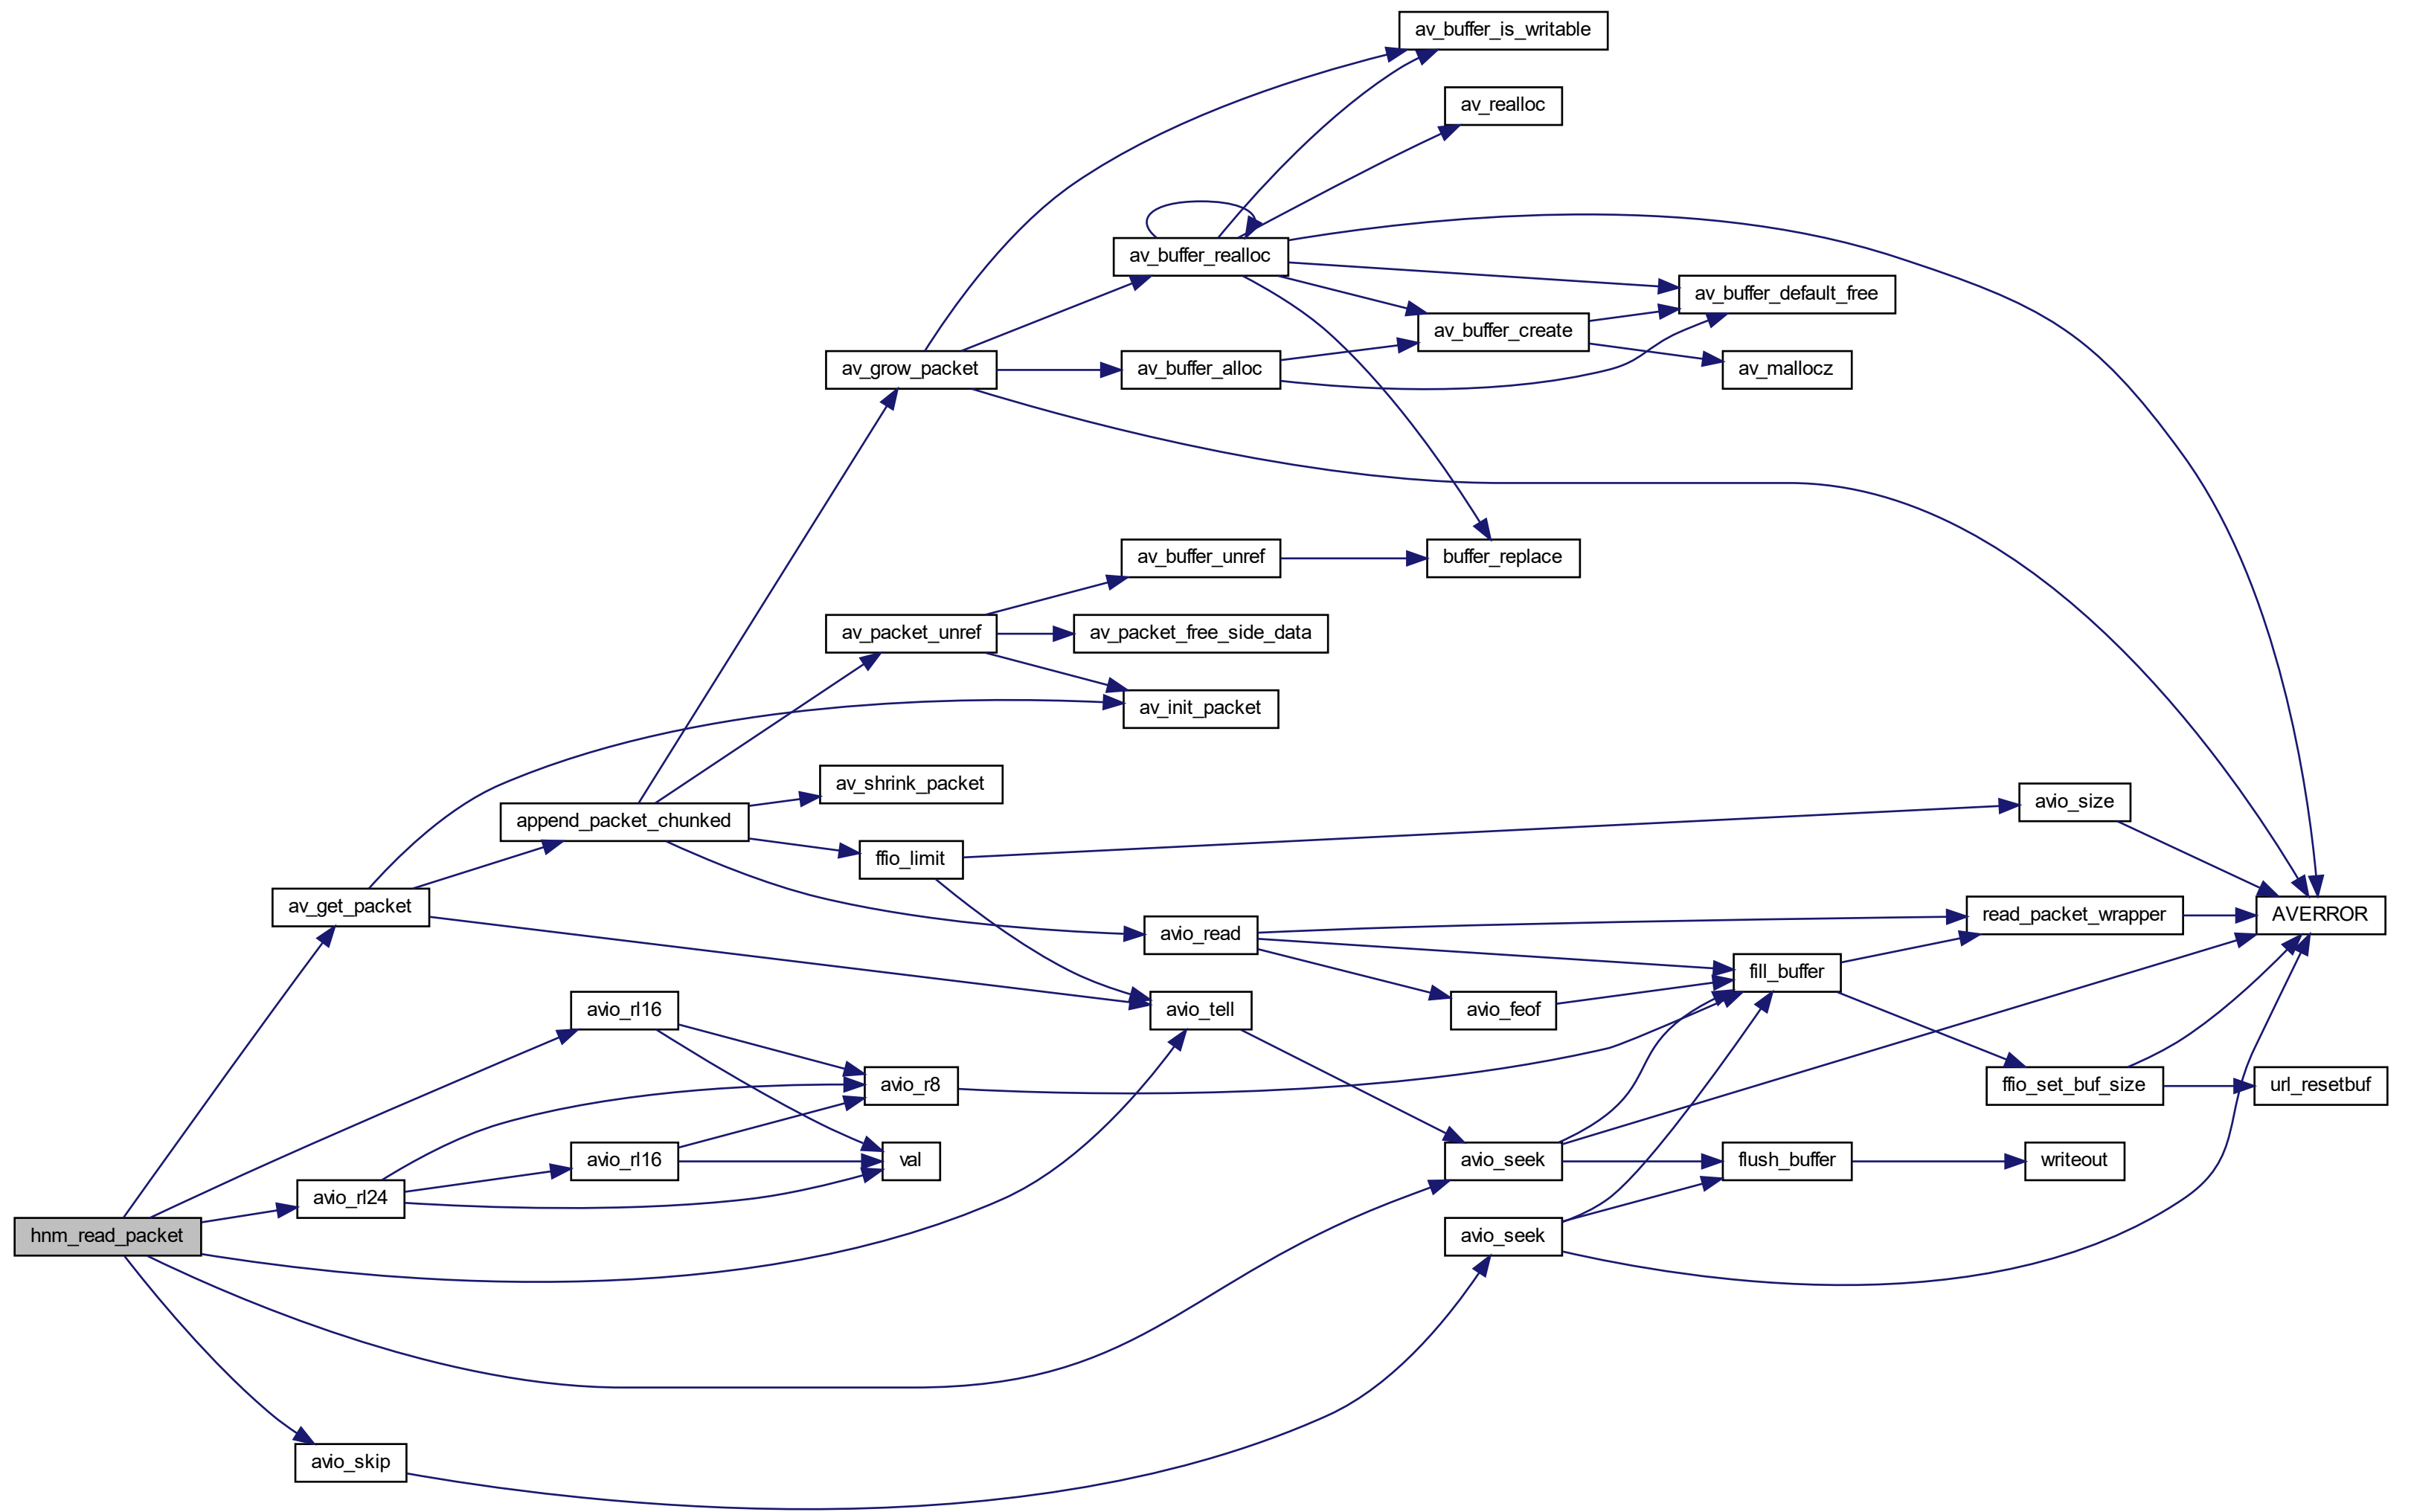 av_buffer_is_writable
av_realloc
av_buffer_realloc
av_buffer_default_free
av_buffer_create
av_grow_packet
av_buffer_alloc
av_mallocz
av_buffer_unref
buffer_replace
av_packet_unref
av_packet_free_side_data
av_init_packet
av_shrink_packet
avio_size
append_packet_chunked
ffio_limit
av_get_packet
read_packet_wrapper
AVERROR
avio_read
fill_buffer
avio_rl16
avio_tell
avio_feof
avio_r8
ffio_set_buf_size
url_resetbuf
avio_rl16
val
avio_seek
flush_buffer
writeout
avio_rl24
hnm_read_packet
avio_seek
avio_skip